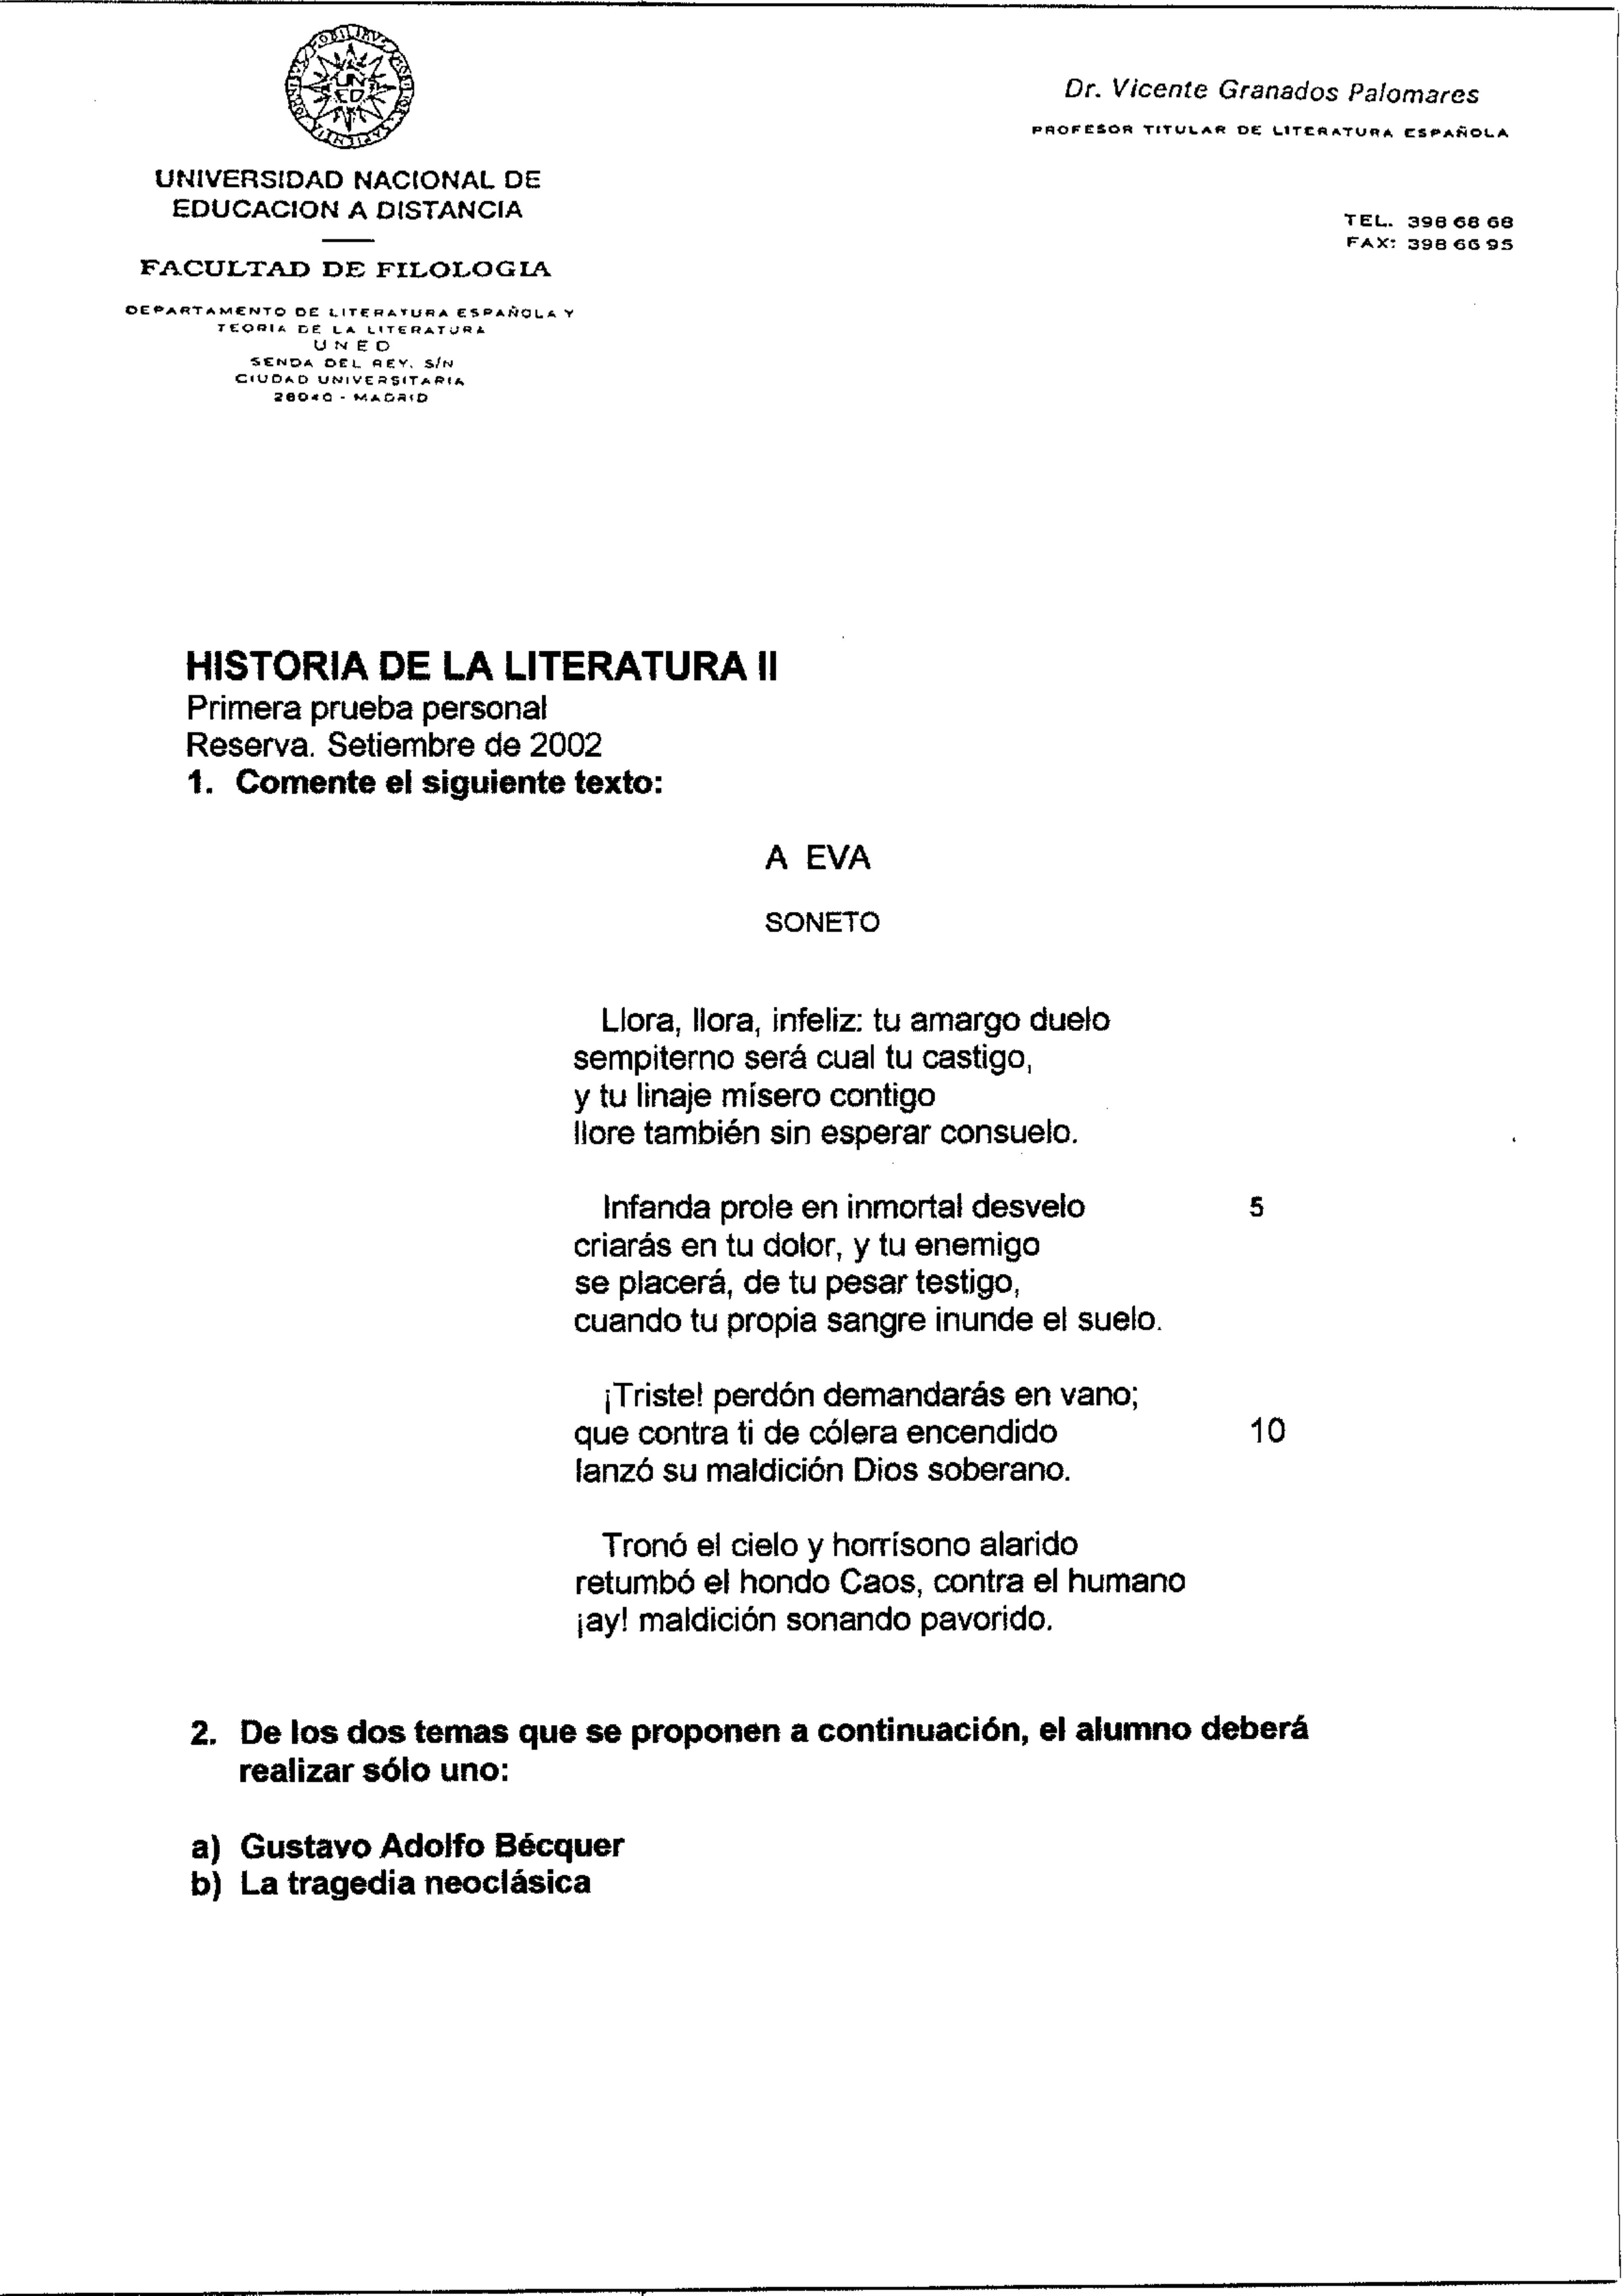 UN
ED
UNIVERSIDAD NACIONAL DE
EDUCACION A DISTANCIA
FACULTAD DE FILOLOGIA
DEPARTAMENTO DE LITERATURA ESPAÑOLA Y
TEORIA DE LA LITERATURA
UNED
SENDA DEL REY, S/N
CIUDAD UNIVERSITARIA
28040 - MADRID
Dr. Vicente Granados Palomares
PROFESOR TITULAR DE LITERATURA ESPAÑOLA
TEL. 398 68 68
FAX: 398 66 95
HISTORIA DE LA LITERATURA II
Primera prueba personal
Reserva. Setiembre de 2002
1. Comente el siguiente texto:
A EVA
SONETO
Llora, llora, infeliz: tu amargo duelo
sempiterno será cual tu castigo,
y tu linaje mísero contigo
llore también sin esperar consuelo.
Infanda prole en inmortal desvelo 5
criarás en tu dolor, y tu enemigo
se placerá, de tu pesar testigo,
cuando tu propia sangre inunde el suelo.
¡Triste! perdón demandarás en vano;
que contra ti de cólera encendido 10
lanzó su maldición Dios soberano.
Tronó el cielo y horrísono alarido
retumbó el hondo Caos, contra el humano
¡ay! maldición sonando pavorido.
2. De los dos temas que se proponen a continuación, el alumno deberá
realizar sólo uno:
a) Gustavo Adolfo Bécquer
b) La tragedia neoclásica